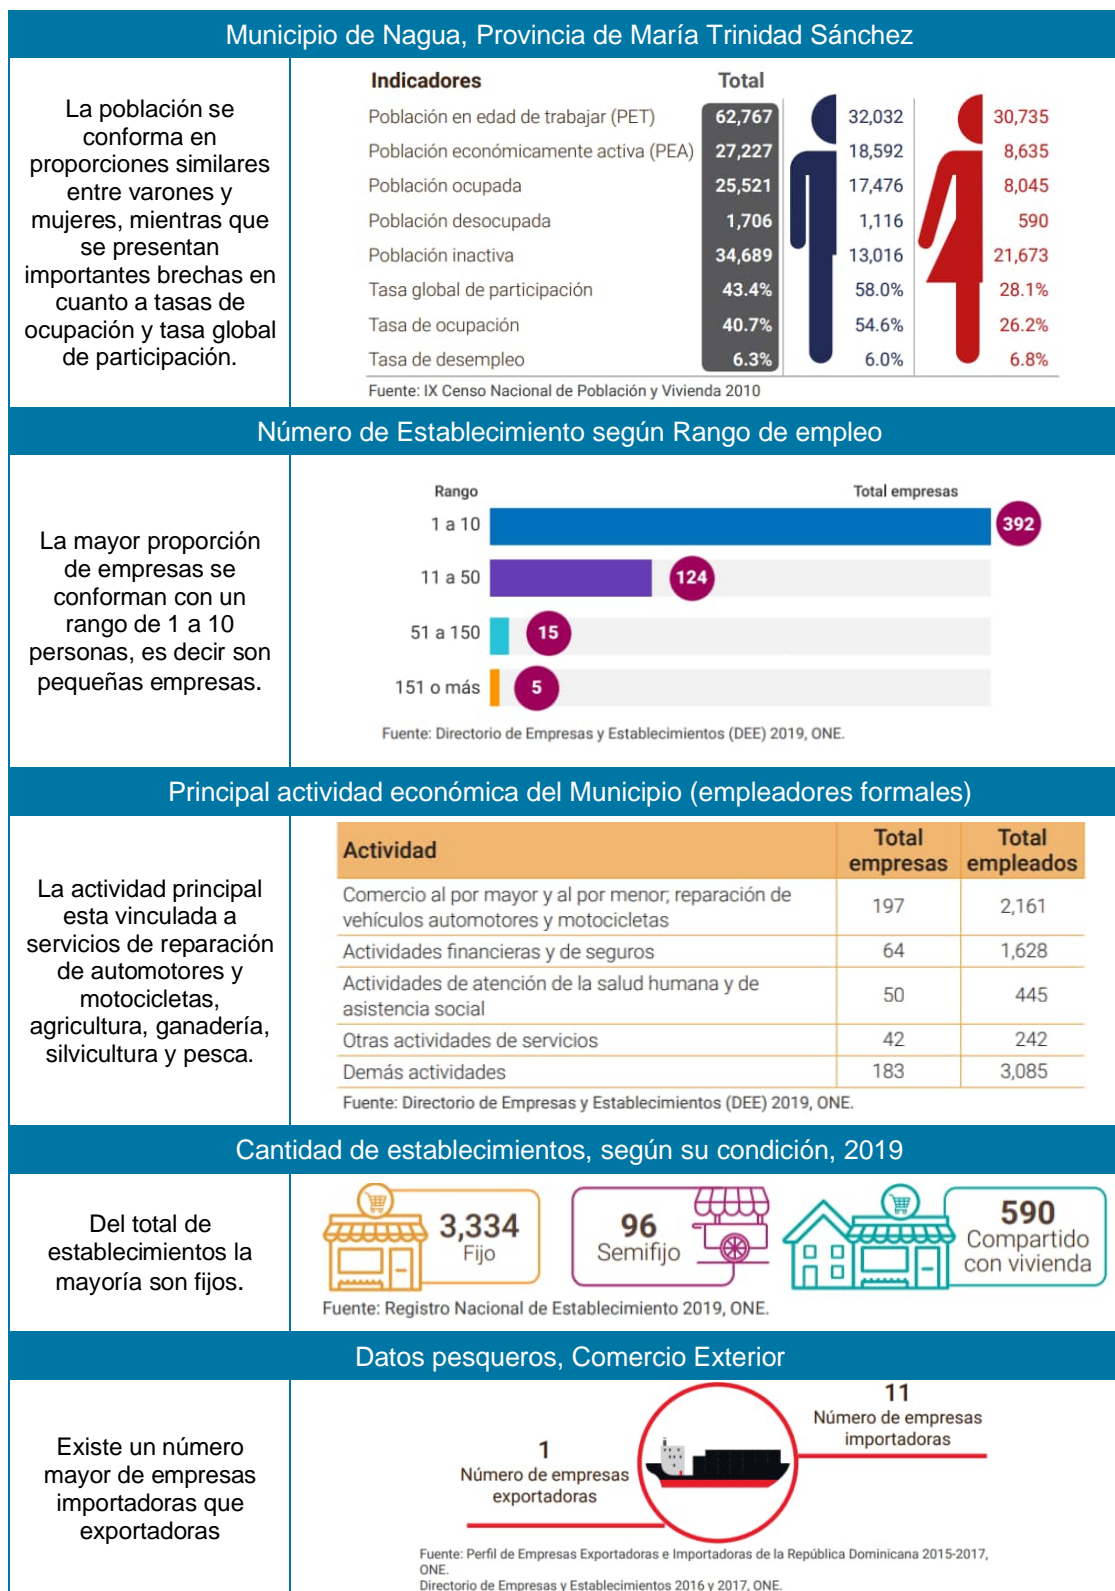 Municipio de Nagua, Provincia de María Trinidad Sánchez
La población se
conforma en
proporciones similares
entre varones y
mujeres, mientras que
se presentan
importantes brechas en
cuanto a tasas de
ocupación y tasa global
de participación.
Indicadores Total
Población en edad de trabajar (PET) 62,767 32,032 30,735
Población económicamente activa (PEA) 27,227 18,592 8,635
Población ocupada 25,521 17,476 8,045
Población desocupada 1,706 1,116 590
Población inactiva 34,689 13,016 21,673
Tasa global de participación 43.4% 58.0% 28.1%
Tasa de ocupación 40.7% 54.6% 26.2%
Tasa de desempleo 6.3% 6.0% 6.8%
Fuente: IX Censo Nacional de Población y Vivienda 2010
Número de Establecimiento según Rango de empleo
La mayor proporción
de empresas se
conforman con un
rango de 1 a 10
personas, es decir son
pequeñas empresas.
Rango Total empresas
1 a 10 392
11 a 50 124
51 a 150 15
151 o más 5
Fuente: Directorio de Empresas y Establecimientos (DEE) 2019, ONE.
Principal actividad económica del Municipio (empleadores formales)
La actividad principal
esta vinculada a
servicios de reparación
de automotores y
motocicletas,
agricultura, ganadería,
silvicultura y pesca.
Actividad Total empresas Total empleados
Comercio al por mayor y al por menor; reparación de
vehículos automotores y motocicletas 197 2,161
Actividades financieras y de seguros 64 1,628
Actividades de atención de la salud humana y de
asistencia social 50 445
Otras actividades de servicios 42 242
Demás actividades 183 3,085
Fuente: Directorio de Empresas y Establecimientos (DEE) 2019, ONE.
Cantidad de establecimientos, según su condición, 2019
Del total de
establecimientos la
mayoría son fijos.
3,334
Fijo
96
Semifijo
590
Compartido
con vivienda
Fuente: Registro Nacional de Establecimiento 2019, ONE.
Datos pesqueros, Comercio Exterior
Existe un número
mayor de empresas
importadoras que
exportadoras
1
Número de empresas
exportadoras
11
Número de empresas
importadoras
Fuente: Perfil de Empresas Exportadoras e Importadoras de la República Dominicana 2015-2017,
ONE.
Directorio de Empresas y Establecimientos 2016 y 2017, ONE.